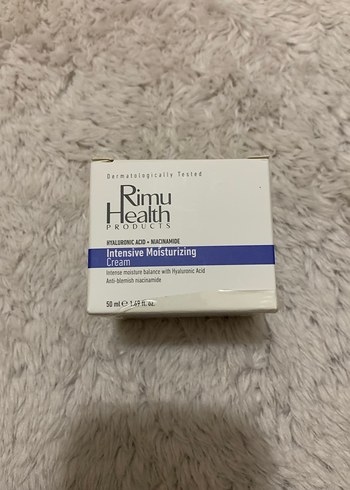 Dermatologically Tested
Rimu
Health
PRODUCTS
HYALURONIC ACID • NIACINAMIDE
Intensive Moisturizing
Cream
Intense moisture balance with Hyaluronic Acid
Anti-blemish niacinamide
50 ml ℮ 1.69 fl. oz.